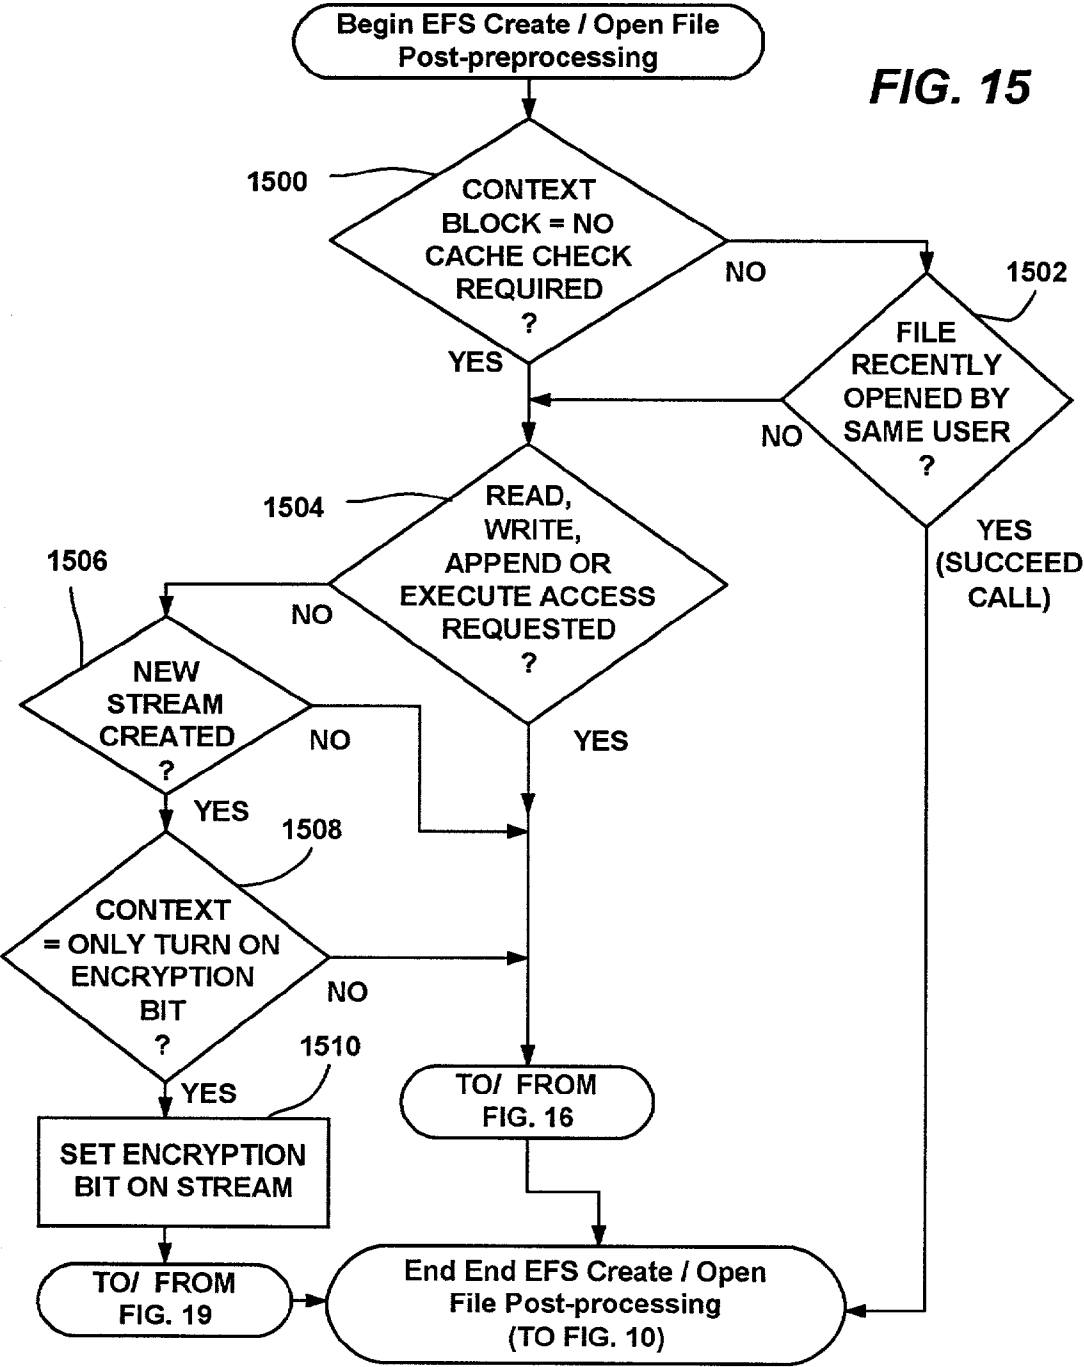 Begin EFS Create / Open File
Post-preprocessing
FIG. 15
1500
CONTEXT
BLOCK = NO
CACHE CHECK
REQUIRED
?
NO
YES
1502
FILE
RECENTLY
OPENED BY
SAME USER
?
NO
YES
(SUCCEED
CALL)
1504
READ,
WRITE,
APPEND OR
EXECUTE ACCESS
REQUESTED
?
NO
YES
1506
NEW
STREAM
CREATED
?
NO
YES
1508
CONTEXT
= ONLY TURN ON
ENCRYPTION
BIT
?
NO
YES
1510
SET ENCRYPTION
BIT ON STREAM
TO/ FROM
FIG. 16
TO/ FROM
FIG. 19
End End EFS Create / Open
File Post-processing
(TO FIG. 10)